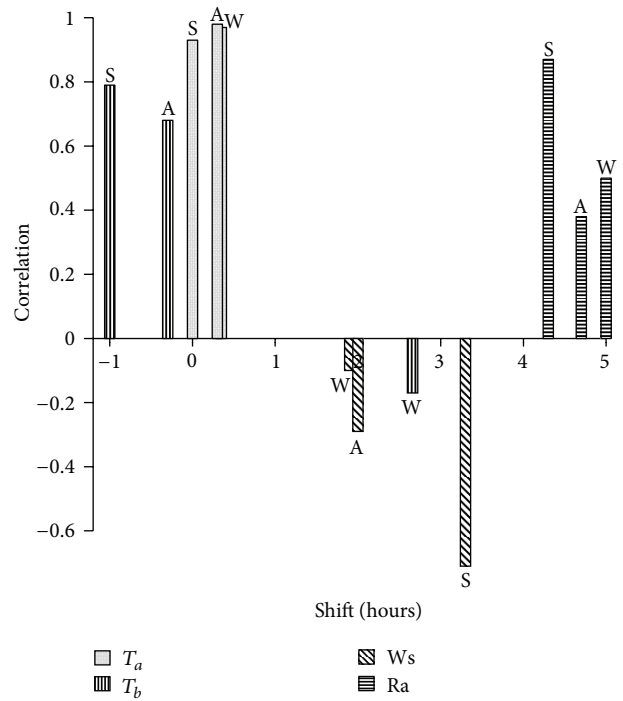 1
0.8
0.6
0.4
0.2
0
−0.2
−0.4
−0.6
Correlation
S
A
S
A
W
W
A
W
S
S
A
W
−1 0 1 2 3 4 5
Shift (hours)
Ta
Tb
Ws
Ra